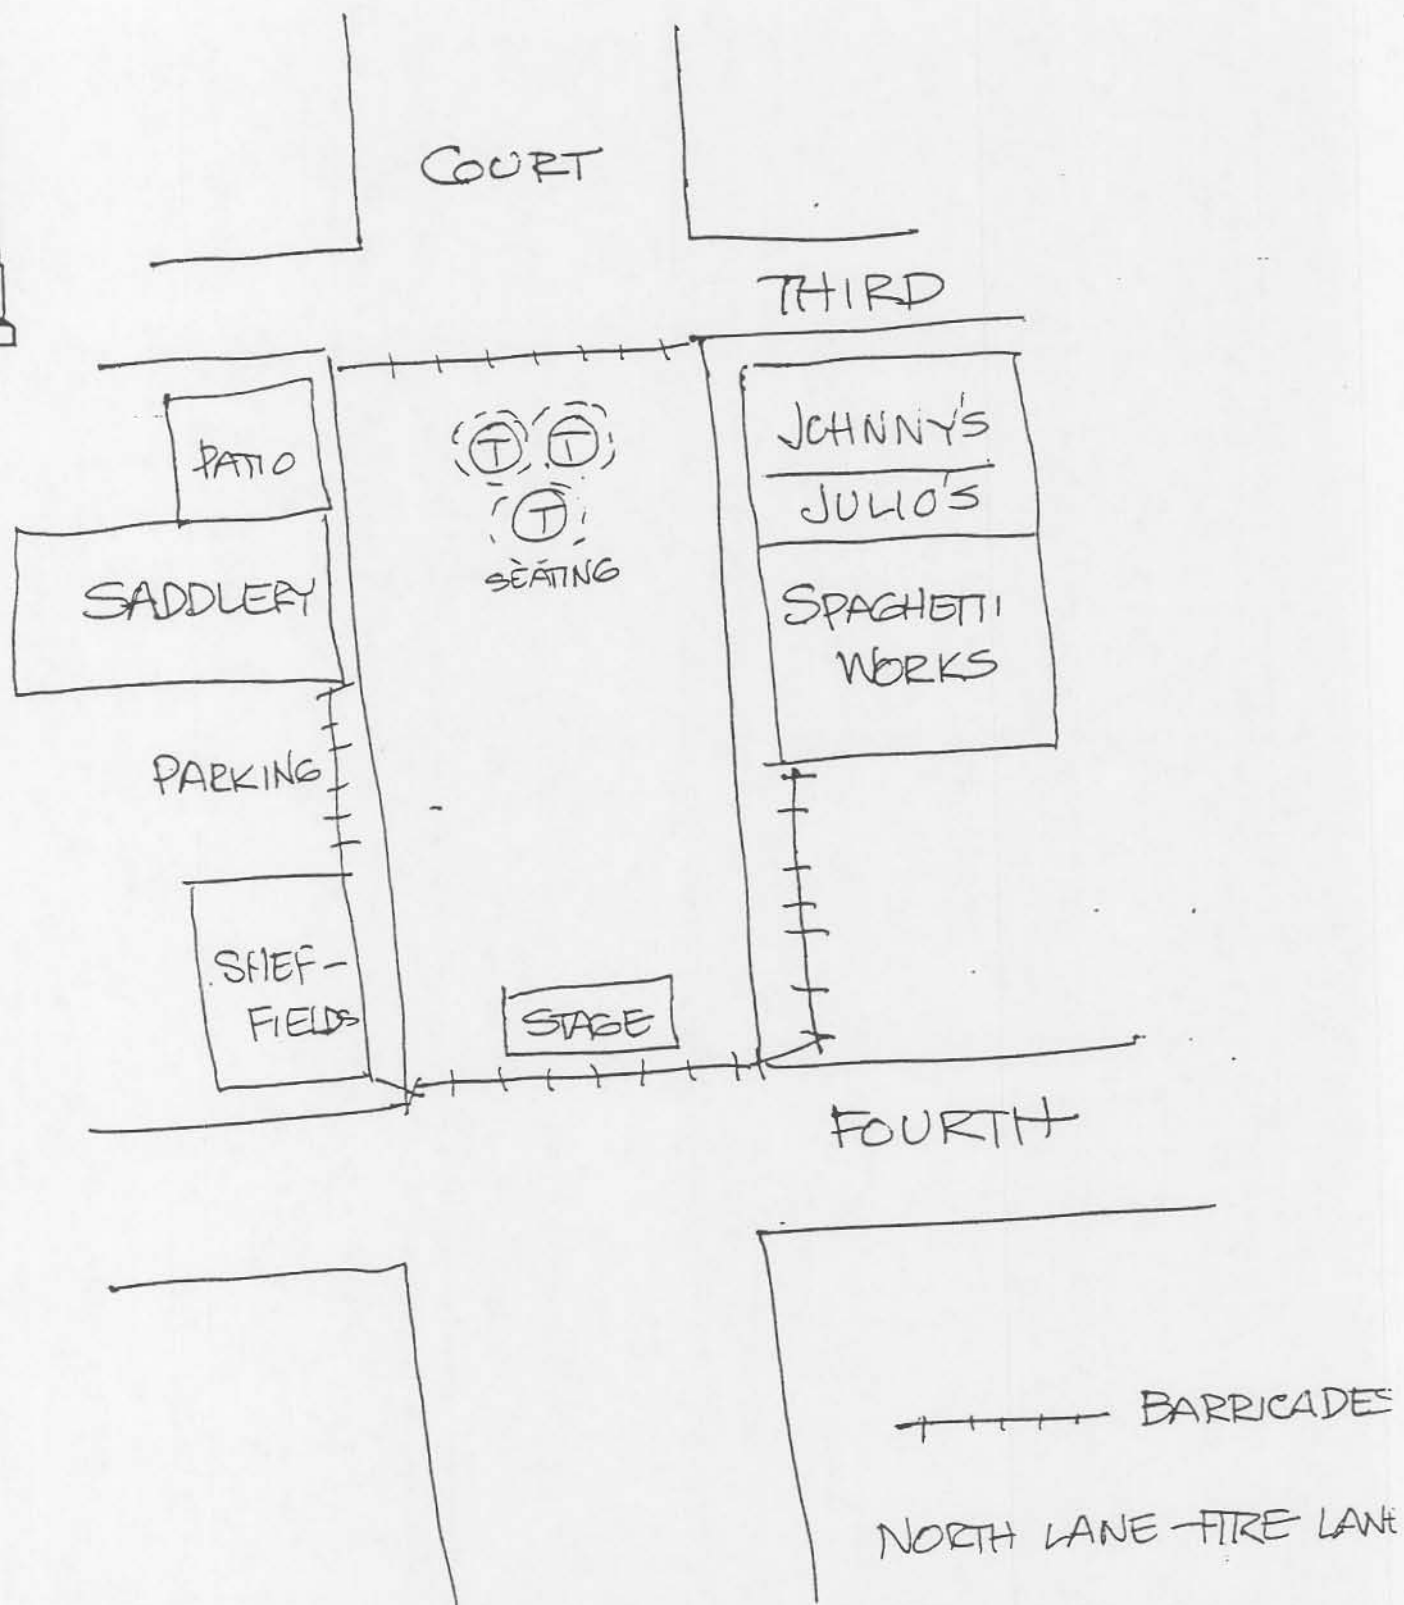 COURT
THIRD
PATIO
T T
T
SEATING
JOHNNY'S
JULIO'S
SADDLERY
SPAGHETTI
WORKS
PARKING
SHEF-
FIELDS
STAGE
FOURTH
BARRICADES
NORTH LANE - FIRE LANE